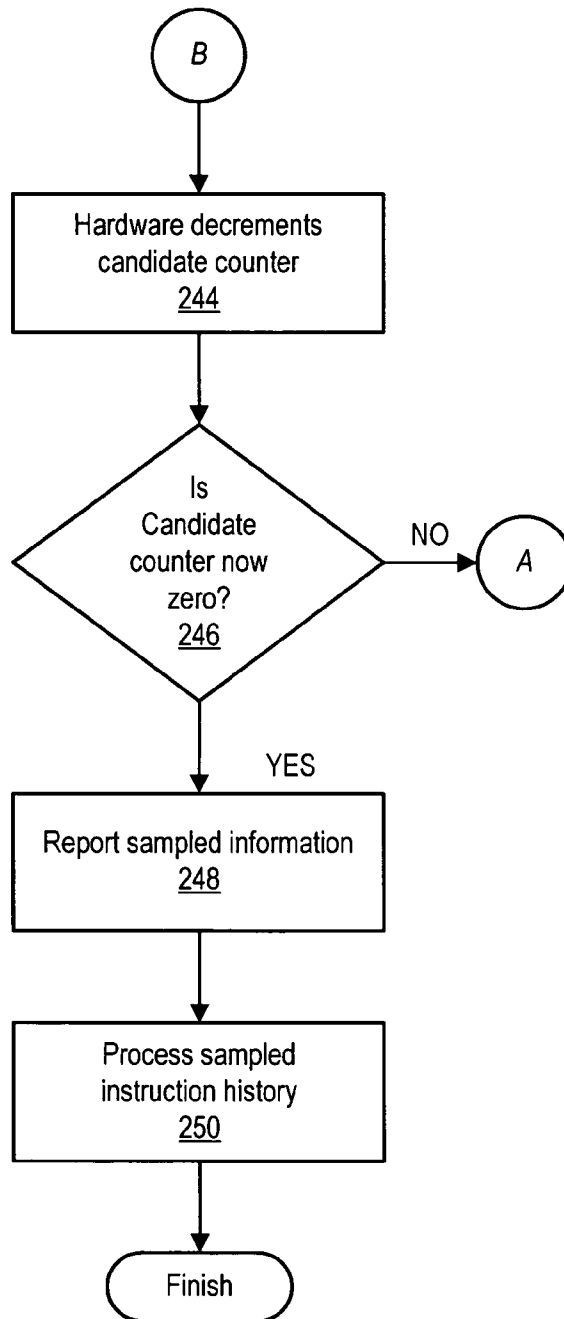 B
Hardware decrements
candidate counter
244
Is
Candidate
counter now
zero?
246
NO
A
YES
Report sampled information
248
Process sampled
instruction history
250
Finish